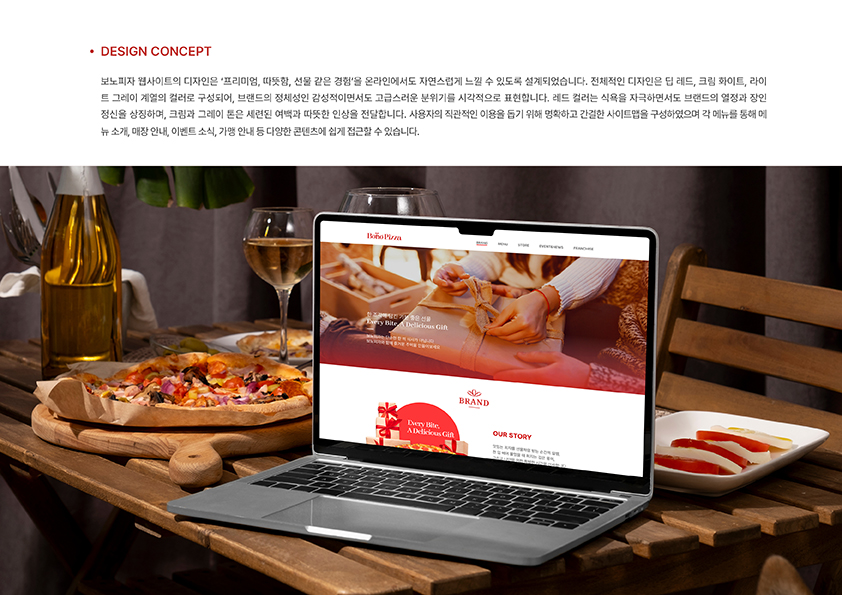 • DESIGN CONCEPT
보노피자 웹사이트의 디자인은 '프리미엄, 따뜻함, 선물 같은 경험'을 온라인에서도 자연스럽게 느낄 수 있도록 설계되었습니다. 전체적인 디자인은 딥 레드, 크림 화이트, 라이
트 그레이 계열의 컬러로 구성되어, 브랜드의 정체성인 감성적이면서도 고급스러운 분위기를 시각적으로 표현합니다. 레드 컬러는 식욕을 자극하면서도 브랜드의 열정과 장인
정신을 상징하며, 크림과 그레이 톤은 세련된 여백과 따뜻한 인상을 전달합니다. 사용자의 직관적인 이용을 돕기 위해 명확하고 간결한 사이트맵을 구성하였으며 각 메뉴를 통해 메
뉴 소개, 매장 안내, 이벤트 소식, 가맹 안내 등 다양한 콘텐츠에 쉽게 접근할 수 있습니다.
Bono Pizza
BRAND MENU STORE EVENT&NEWS FRANCHISE
Every Bite, A Delicious Gift
BRAND
Every Bite,
A Delicious Gift
OUR STORY